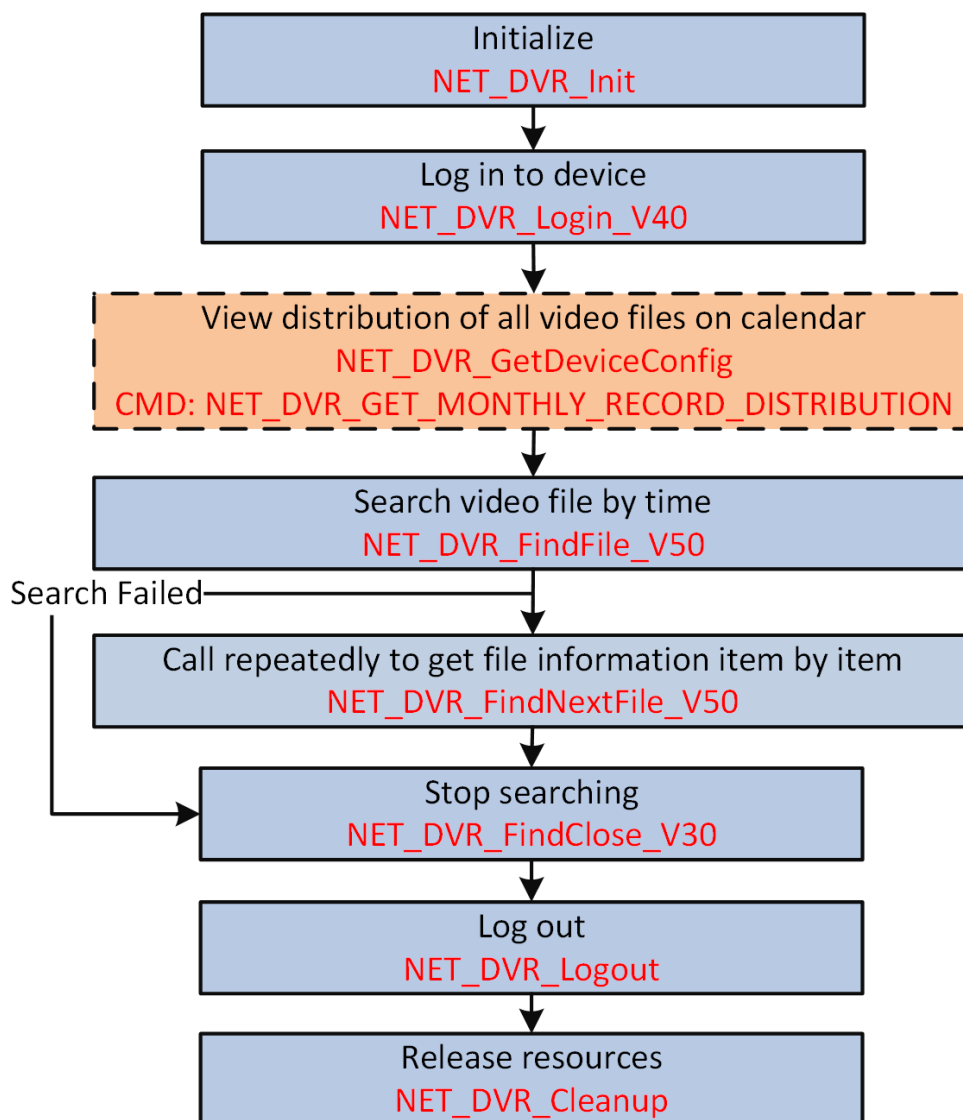 Initialize
NET_DVR_Init
Log in to device
NET_DVR_Login_V40
View distribution of all video files on calendar
NET_DVR_GetDeviceConfig
CMD: NET_DVR_GET_MONTHLY_RECORD_DISTRIBUTION
Search video file by time
NET_DVR_FindFile_V50
Search Failed
Call repeatedly to get file information item by item
NET_DVR_FindNextFile_V50
Stop searching
NET_DVR_FindClose_V30
Log out
NET_DVR_Logout
Release resources
NET_DVR_Cleanup